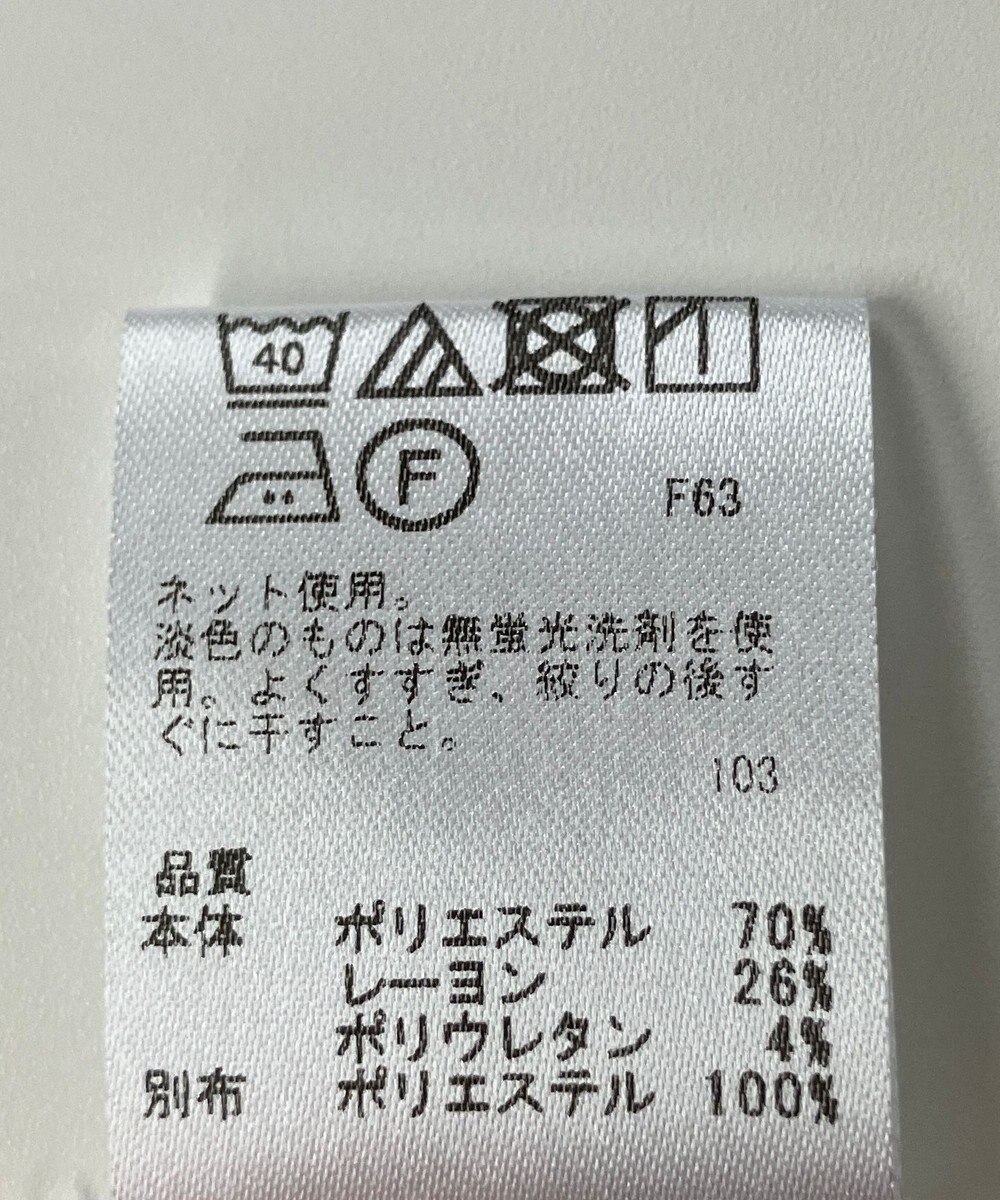 40
F
F63
ネット使用。
淡色のものは無蛍光洗剤を使
用。よくすすぎ、絞りの後す
ぐに干すこと。
103
品質
本体 ポリエステル 70%
レーヨン 26%
ポリウレタン 4%
別布 ポリエステル 100%